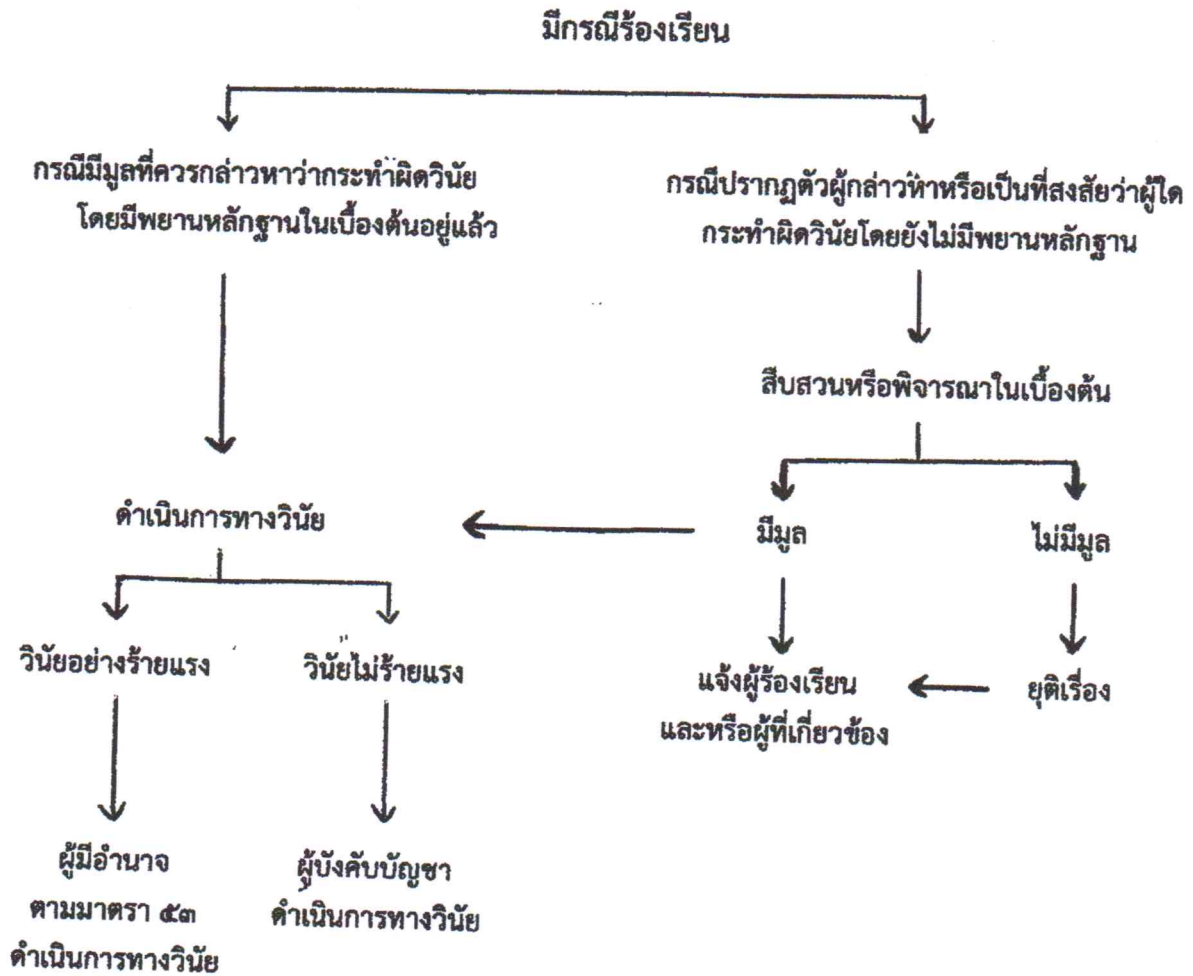 มีกรณีร้องเรียน
กรณีมีมูลที่ควรกล่าวหาว่ากระทำผิดวินัย
โดยมีพยานหลักฐานในเบื้องต้นอยู่แล้ว
กรณีปรากฏตัวผู้กล่าวหาหรือเป็นที่สงสัยว่าผู้ใด
กระทำผิดวินัยโดยยังไม่มีพยานหลักฐาน
สืบสวนหรือพิจารณาในเบื้องต้น
ดำเนินการทางวินัย
มีมูล
ไม่มีมูล
วินัยอย่างร้ายแรง
วินัยไม่ร้ายแรง
แจ้งผู้ร้องเรียน
และหรือผู้ที่เกี่ยวข้อง
ยุติเรื่อง
ผู้มีอำนาจ
ตามมาตรา ๕๓
ดำเนินการทางวินัย
ผู้บังคับบัญชา
ดำเนินการทางวินัย